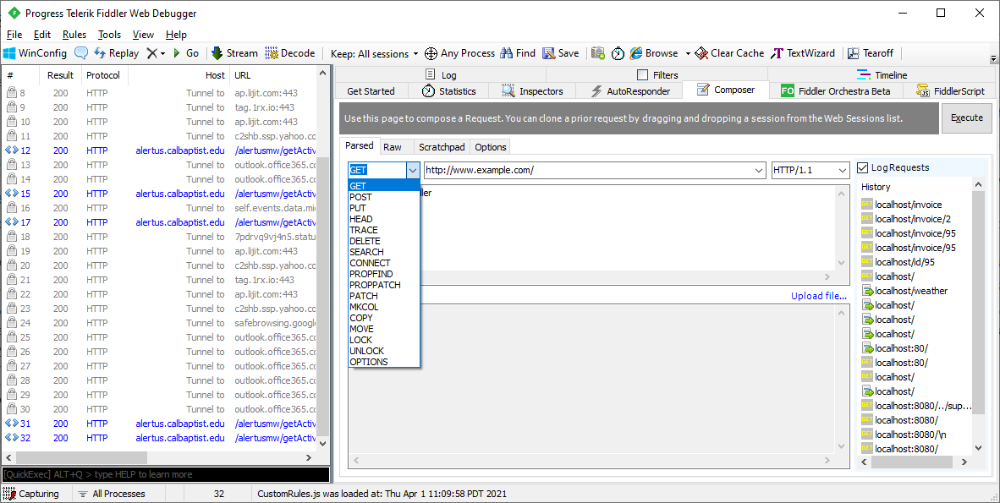 Progress Telerik Fiddler Web Debugger
File Edit Rules Tools View Help
WinConfig Replay Go Stream Decode Keep: All sessions Any Process Find Save Browse Clear Cache TextWizard Tearoff
# Result Protocol Host URL
8 200 HTTP Tunnel to ap.lijit.com:443
9 200 HTTP Tunnel to tag.1rx.io:443
10 200 HTTP Tunnel to ap.lijit.com:443
11 200 HTTP Tunnel to c2shb.ssp.yahoo.co
12 200 HTTP alertus.calbaptist.edu /alertusmw/getActiv
13 200 HTTP Tunnel to outlook.office365.co
14 200 HTTP Tunnel to outlook.office365.co
15 200 HTTP alertus.calbaptist.edu /alertusmw/getActiv
16 200 HTTP Tunnel to self.events.data.mi
17 200 HTTP alertus.calbaptist.edu /alertusmw/getActiv
18 200 HTTP Tunnel to 7pdrvq9vj4n5.statu
19 200 HTTP Tunnel to ap.lijit.com:443
20 200 HTTP Tunnel to c2shb.ssp.yahoo.co
21 200 HTTP Tunnel to tag.1rx.io:443
22 200 HTTP Tunnel to ap.lijit.com:443
23 200 HTTP Tunnel to c2shb.ssp.yahoo.co
24 200 HTTP Tunnel to safebrowsing.google
25 200 HTTP Tunnel to outlook.office365.co
26 200 HTTP Tunnel to outlook.office365.co
27 200 HTTP Tunnel to outlook.office365.co
28 200 HTTP Tunnel to outlook.office365.co
29 200 HTTP Tunnel to outlook.office365.co
30 200 HTTP Tunnel to outlook.office365.co
31 200 HTTP alertus.calbaptist.edu /alertusmw/getActiv
32 200 HTTP alertus.calbaptist.edu /alertusmw/getActiv
[QuickExec] ALT+Q > type HELP to learn more
Log Filters Timeline
Get Started Statistics Inspectors AutoResponder Composer FO Fiddler Orchestra Beta FiddlerScript
Use this page to compose a Request. You can clone a prior request by dragging and dropping a session from the Web Sessions list.
Execute
Parsed Raw Scratchpad Options
GET http://www.example.com/ HTTP/1.1
GET
POST
PUT
HEAD
TRACE
DELETE
SEARCH
CONNECT
PROPFIND
PROPPATCH
PATCH
MKCOL
COPY
MOVE
LOCK
UNLOCK
OPTIONS
ller
Upload file...
Log Requests
History
localhost/invoice
localhost/invoice/2
localhost/invoice/95
localhost/invoice/95
localhost/id/95
localhost/
localhost/weather
localhost/
localhost/
localhost/
localhost:80/
localhost:80/
localhost/
localhost/
localhost:8080/../sup...
localhost:8080/
localhost:8080/\n
localhost:8080/
Capturing All Processes 32 CustomRules.js was loaded at: Thu Apr 1 11:09:58 PDT 2021